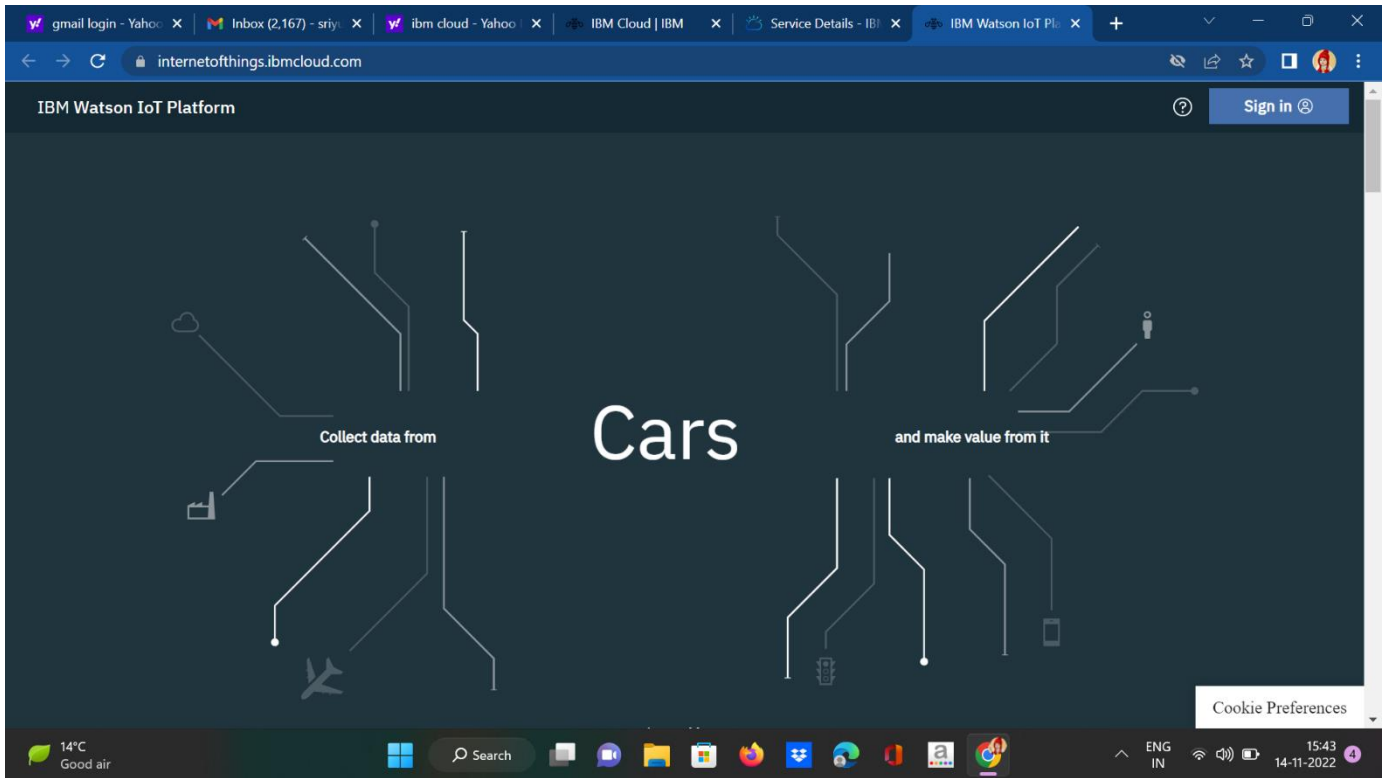 gmail login - Yahoo
Inbox (2,167) - sriy
ibm cloud - Yahoo
IBM Cloud | IBM
Service Details - IB
IBM Watson IoT Pla
internetofthings.ibmcloud.com
IBM Watson IoT Platform
Sign in
Collect data from
Cars
and make value from it
Cookie Preferences
14°C
Good air
Search
a
ENG
IN
15:43
14-11-2022
4